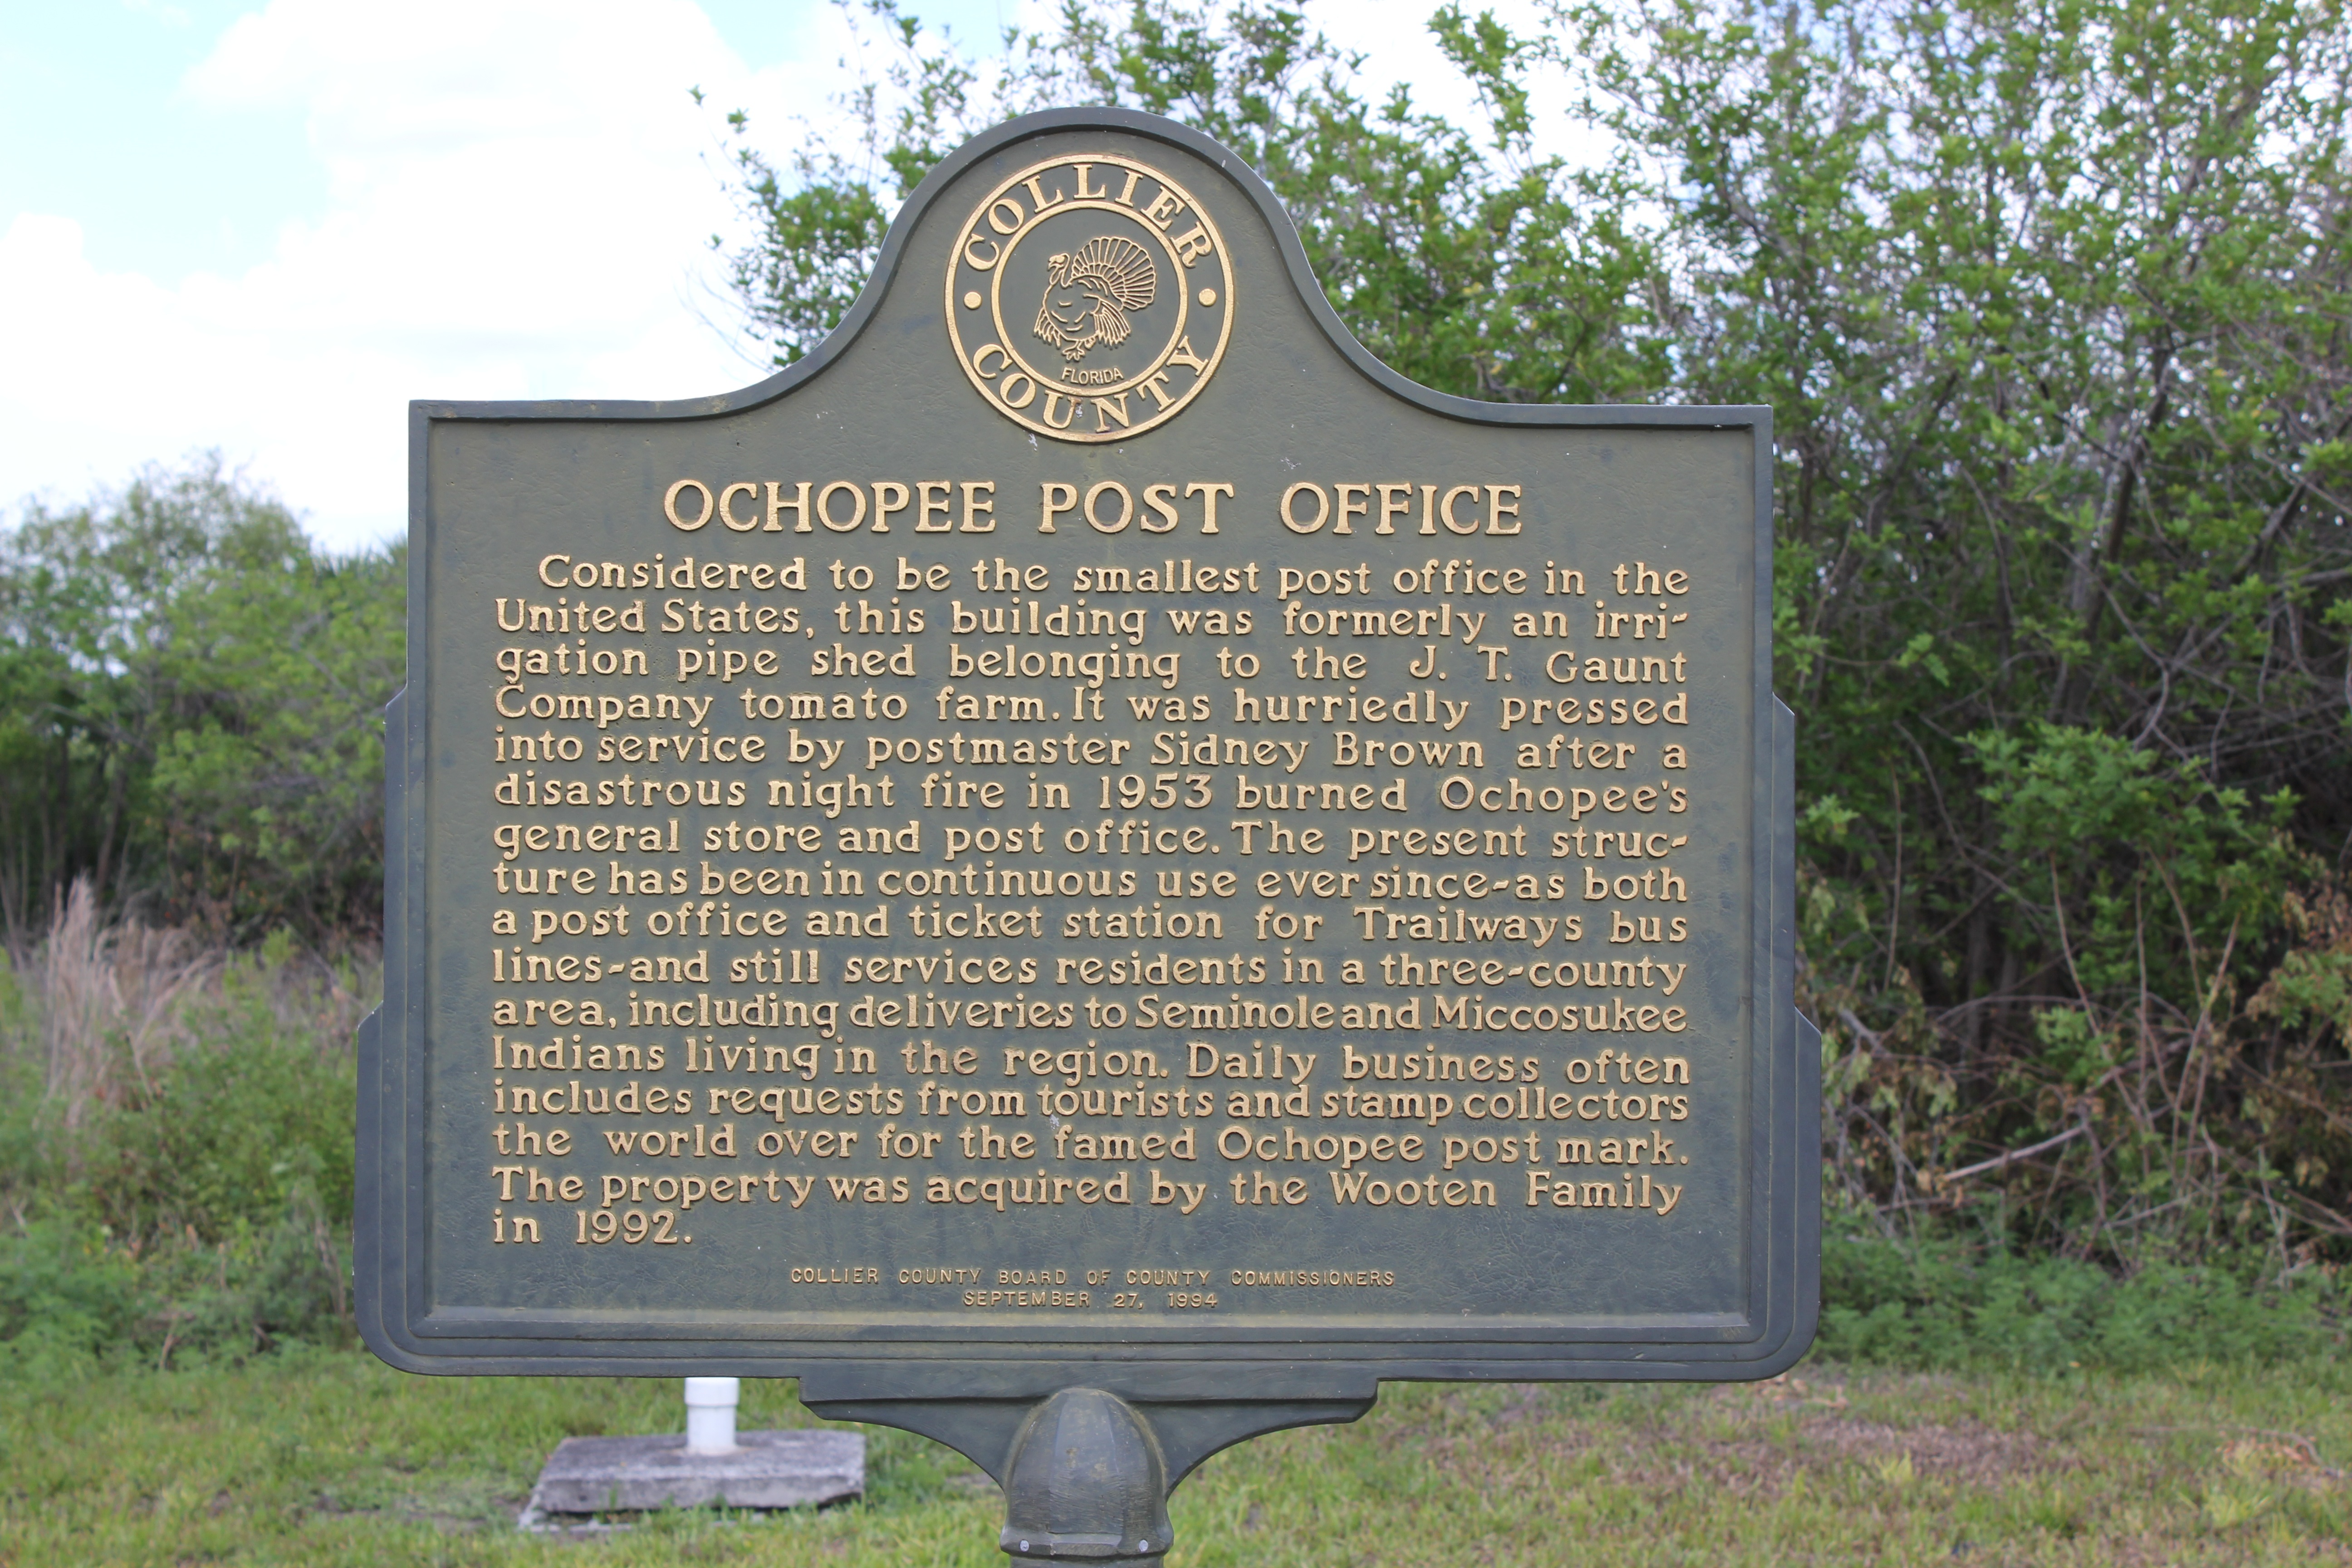 COLLIER
FLORIDA
COUNTY
OCHOPEE POST OFFICE
Considered to be the smallest post office in the
United States, this building was formerly an irri-
gation pipe shed belonging to the J. T. Gaunt
Company tomato farm. It was hurriedly pressed
into service by postmaster Sidney Brown after a
disastrous night fire in 1953 burned Ochopee's
general store and post office. The present struc-
ture has been in continuous use ever since-as both
a post office and ticket station for Trailways bus
lines-and still services residents in a three-county
area, including deliveries to Seminole and Miccosukee
Indians living in the region. Daily business often
includes requests from tourists and stamp collectors
the world over for the famed Ochopee post mark.
The property was acquired by the Wooten Family
in 1992.
COLLIER COUNTY BOARD OF COUNTY COMMISSIONERS
SEPTEMBER 27, 1994